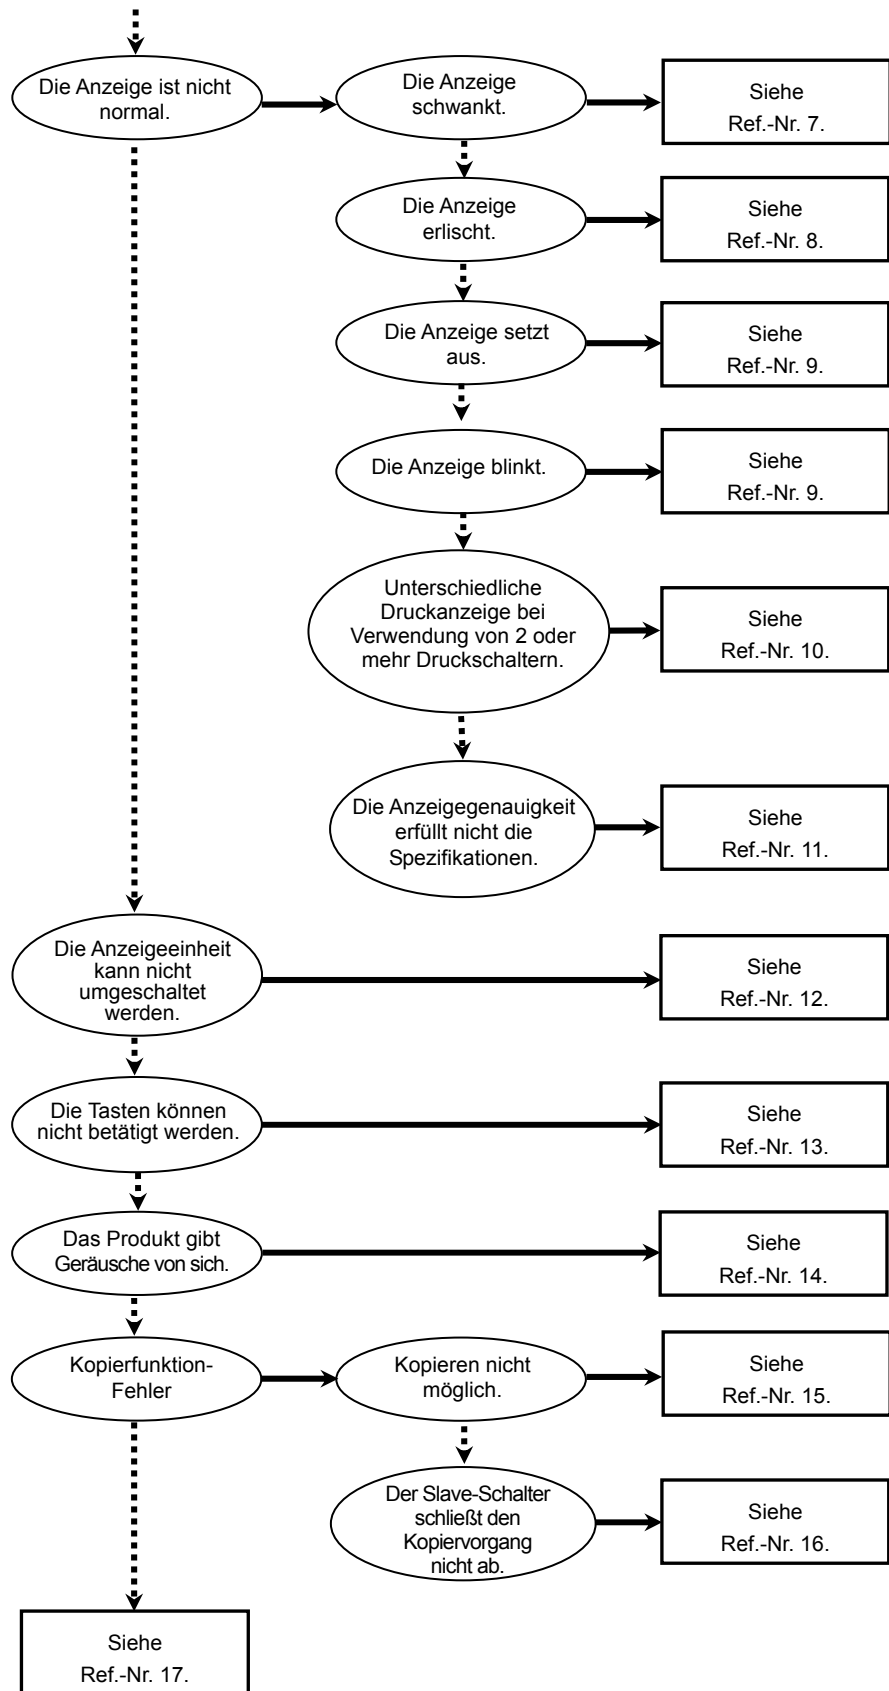 Die Anzeige ist nicht
normal.
Die Anzeige
schwankt.
Siehe
Ref.-Nr. 7.
Die Anzeige
erlischt.
Siehe
Ref.-Nr. 8.
Die Anzeige setzt
aus.
Siehe
Ref.-Nr. 9.
Die Anzeige blinkt.
Siehe
Ref.-Nr. 9.
Unterschiedliche
Druckanzeige bei
Verwendung von 2 oder
mehr Druckschaltern.
Siehe
Ref.-Nr. 10.
Die Anzeigegenauigkeit
erfüllt nicht die
Spezifikationen.
Siehe
Ref.-Nr. 11.
Die Anzeigeeinheit
kann nicht
umgeschaltet
werden.
Siehe
Ref.-Nr. 12.
Die Tasten können
nicht betätigt werden.
Siehe
Ref.-Nr. 13.
Das Produkt gibt
Geräusche von sich.
Siehe
Ref.-Nr. 14.
Kopierfunktion-
Fehler
Kopieren nicht
möglich.
Siehe
Ref.-Nr. 15.
Der Slave-Schalter
schließt den
Kopiervorgang
nicht ab.
Siehe
Ref.-Nr. 16.
Siehe
Ref.-Nr. 17.